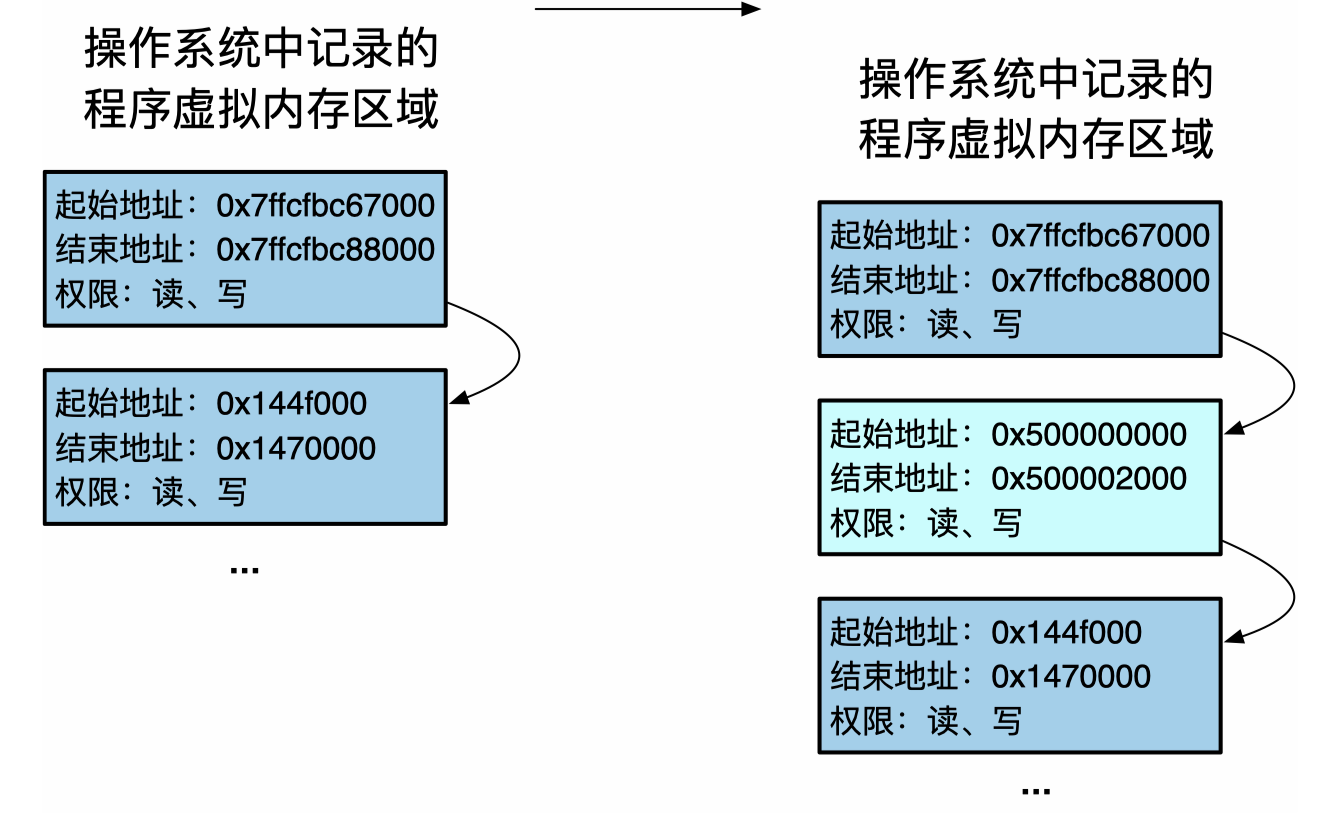 操作系统中记录的
程序虚拟内存区域
起始地址：0x7ffcfbc67000
结束地址：0x7ffcfbc88000
权限：读、写
起始地址：0x144f000
结束地址：0x1470000
权限：读、写
...
操作系统中记录的
程序虚拟内存区域
起始地址：0x7ffcfbc67000
结束地址：0x7ffcfbc88000
权限：读、写
起始地址：0x500000000
结束地址：0x500002000
权限：读、写
起始地址：0x144f000
结束地址：0x1470000
权限：读、写
...